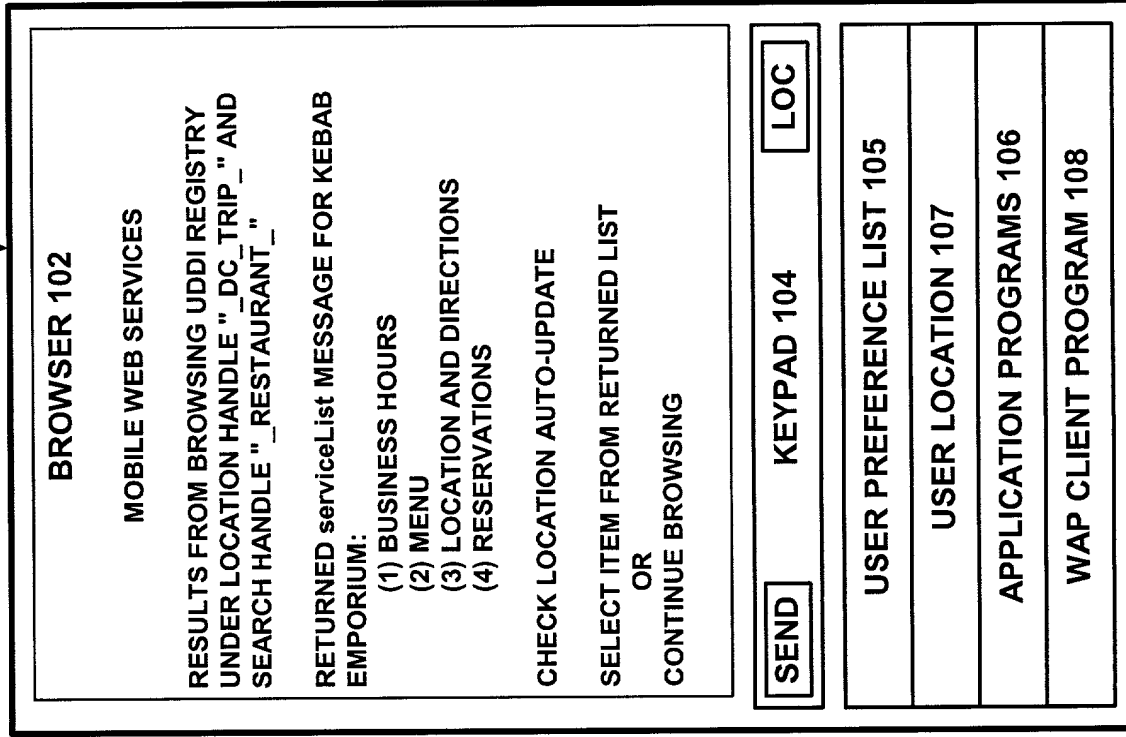 BROWSER 102
MOBILE WEB SERVICES
RESULTS FROM BROWSING UDDI REGISTRY
UNDER LOCATION HANDLE "_DC_TRIP_" AND
SEARCH HANDLE "_RESTAURANT_"
RETURNED serviceList MESSAGE FOR KEBAB
EMPORIUM:
(1) BUSINESS HOURS
(2) MENU
(3) LOCATION AND DIRECTIONS
(4) RESERVATIONS
CHECK LOCATION AUTO-UPDATE
SELECT ITEM FROM RETURNED LIST
OR
CONTINUE BROWSING
SEND KEYPAD 104 LOC
USER PREFERENCE LIST 105
USER LOCATION 107
APPLICATION PROGRAMS 106
WAP CLIENT PROGRAM 108